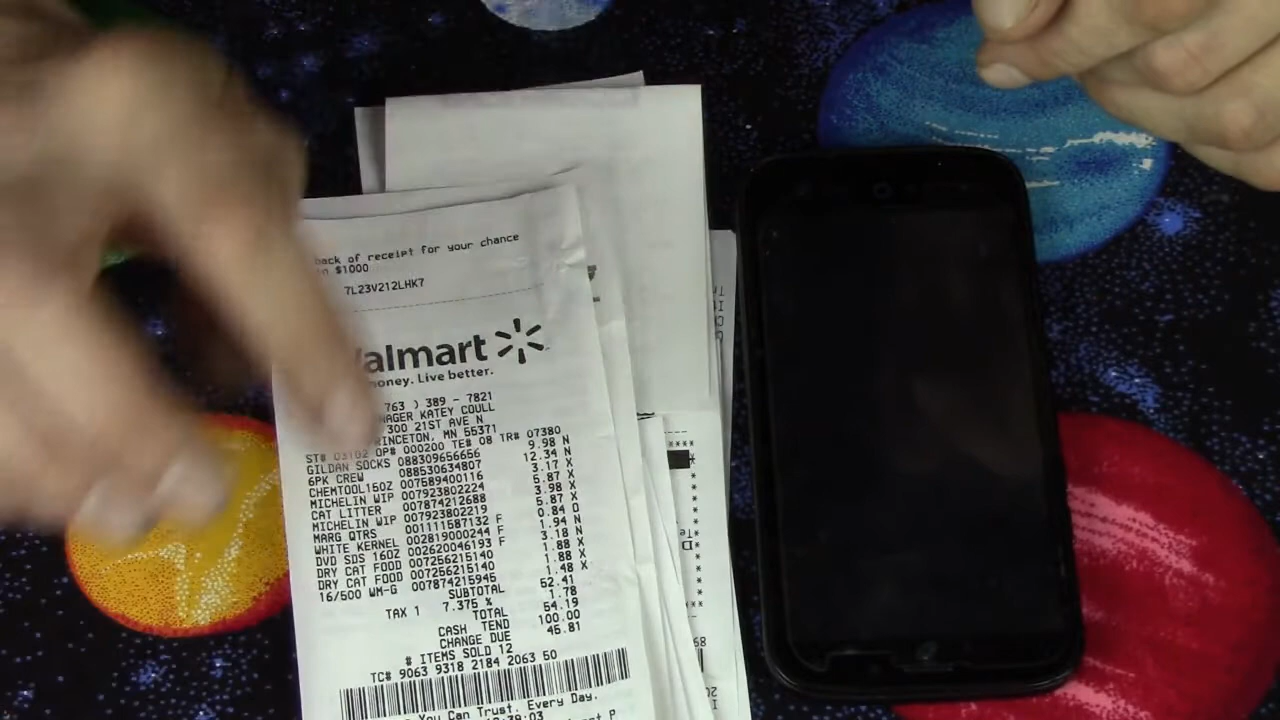 back of receipt for your chance
$1000
7L23V212LHK7
Walmart
money. Live better.
763 ) 389 - 7821
MANAGER KATEY COULL
300 21ST AVE N
PRINCETON, MN 55371
ST# 03102 OP# 000200 TE# 08 TR# 07380
GILDAN SOCKS 088309656656 9.98 N
6PK CREW 088530634807 12.34 N
CHEMTOOL15OZ 007589400116 3.17 X
MICHELIN WIP 007923802224 5.87 X
CAT LITTER 007874212688 3.98 X
MICHELIN WIP 007923802219 5.87 X
MARG QTRS 001111587132 F 0.84 O
WHITE KERNEL 002819000244 F 1.94 N
DVD SDS 16OZ 002620046193 F 3.18 N
DRY CAT FOOD 007256215140 1.88 X
DRY CAT FOOD 007256215140 1.88 X
16/500 WM-G 007874215945 1.48 X
SUBTOTAL 52.41
TAX 1 7.375 % 1.78
TOTAL 54.19
CASH TEND 100.00
CHANGE DUE 45.81
# ITEMS SOLD 12
TC# 9063 9318 2184 2063 50
You Can Trust. Every Day.
:38:03